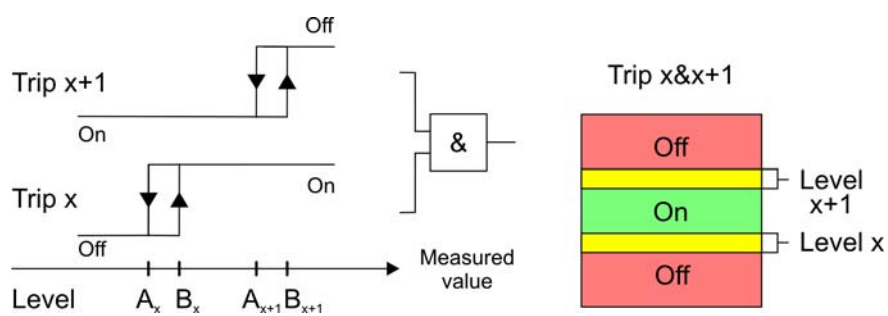 Off
Trip x+1
On
Trip x
On
Off
&
Measured
value
Level Aₓ Bₓ Aₓ₊₁ Bₓ₊₁
Trip x&x+1
Off
On
Off
Level
x+1
Level x